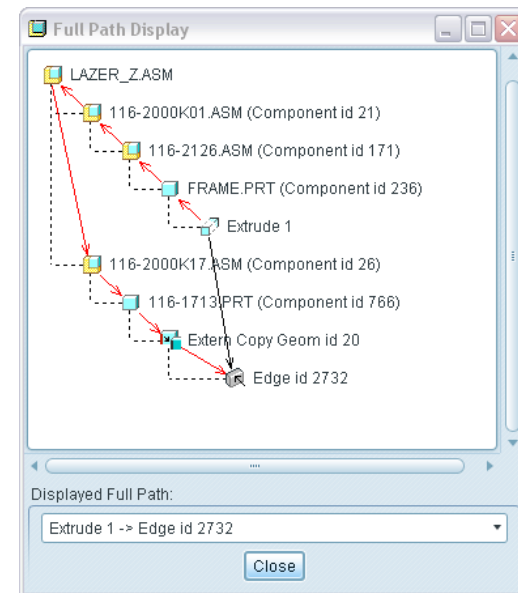 Full Path Display
LAZER_Z.ASM
116-2000K01.ASM (Component id 21)
116-2126.ASM (Component id 171)
FRAME.PRT (Component id 236)
Extrude 1
116-2000K17.ASM (Component id 26)
116-1713.PRT (Component id 766)
Extern Copy Geom id 20
Edge id 2732
Displayed Full Path:
Extrude 1 -> Edge id 2732
Close